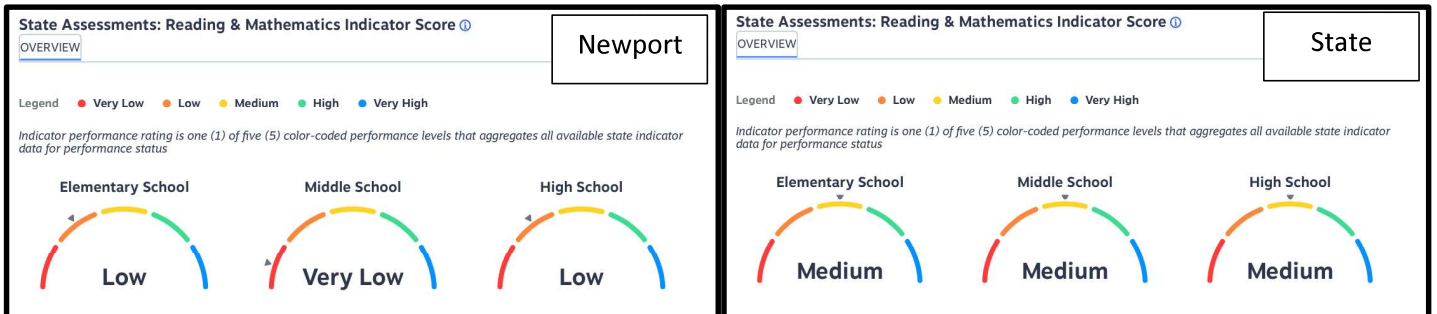 State Assessments: Reading & Mathematics Indicator Score
OVERVIEW
Newport
Legend Very Low Low Medium High Very High
Indicator performance rating is one (1) of five (5) color-coded performance levels that aggregates all available state indicator
data for performance status
Elementary School Middle School High School
Low Very Low Low
State Assessments: Reading & Mathematics Indicator Score
OVERVIEW
State
Legend Very Low Low Medium High Very High
Indicator performance rating is one (1) of five (5) color-coded performance levels that aggregates all available state indicator
data for performance status
Elementary School Middle School High School
Medium Medium Medium